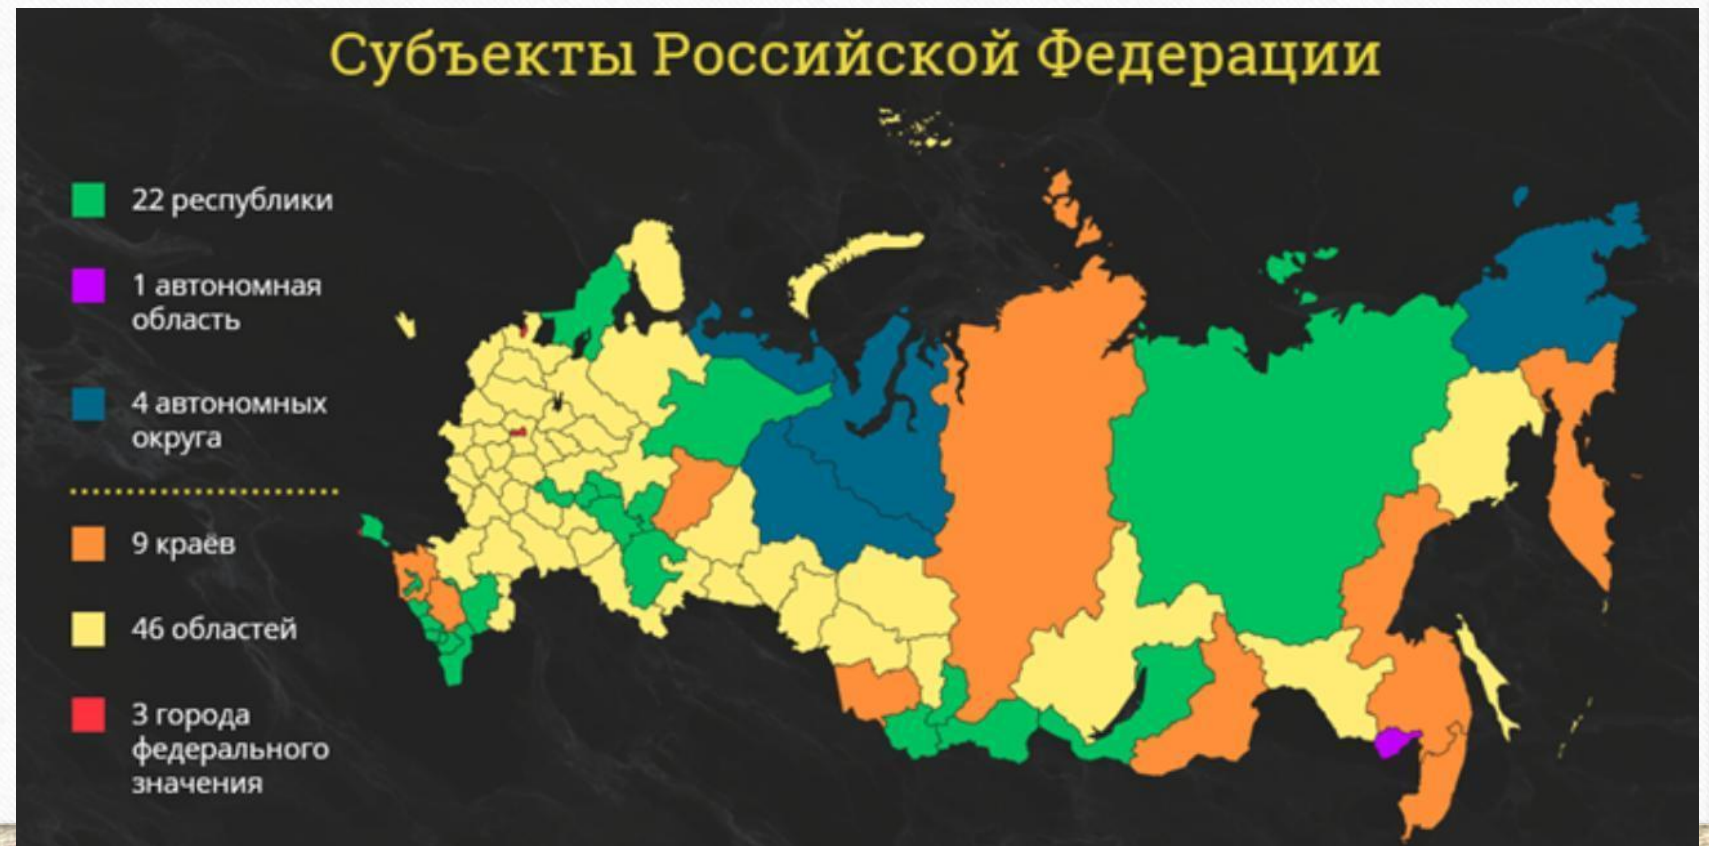 Субъекты Российской Федерации
22 республики
1 автономная
область
4 автономных
округа
9 краёв
46 областей
3 города
федерального
значения